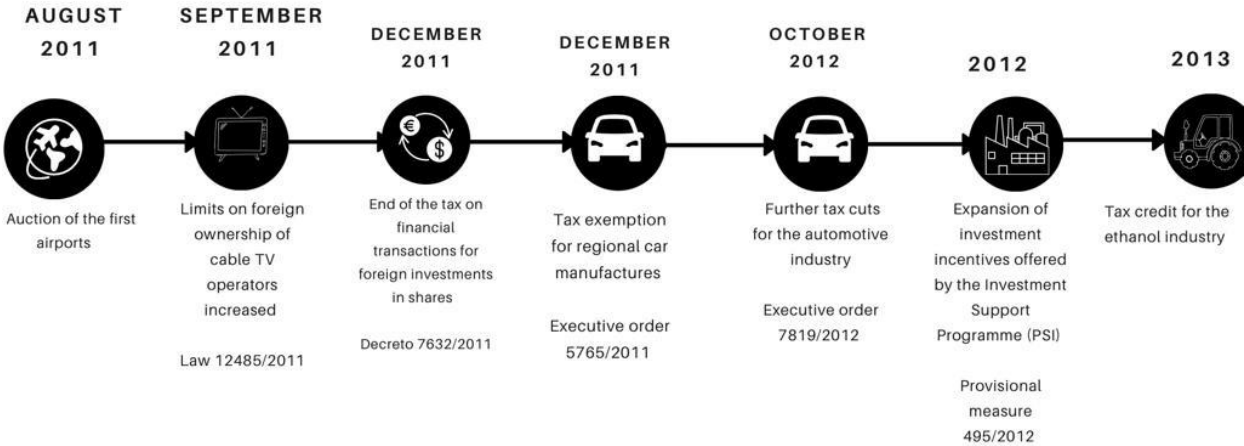 AUGUST
2011
Auction of the first
airports
SEPTEMBER
2011
Limits on foreign
ownership of
cable TV
operators
increased
Law 12485/2011
DECEMBER
2011
€
$
End of the tax on
financial
transactions for
foreign investments
in shares
Decreto 7632/2011
DECEMBER
2011
Tax exemption
for regional car
manufactures
Executive order
5765/2011
OCTOBER
2012
Further tax cuts
for the automotive
industry
Executive order
7819/2012
2012
Expansion of
investment
incentives offered
by the Investment
Support
Programme (PSI)
Provisional
measure
495/2012
2013
Tax credit for the
ethanol industry